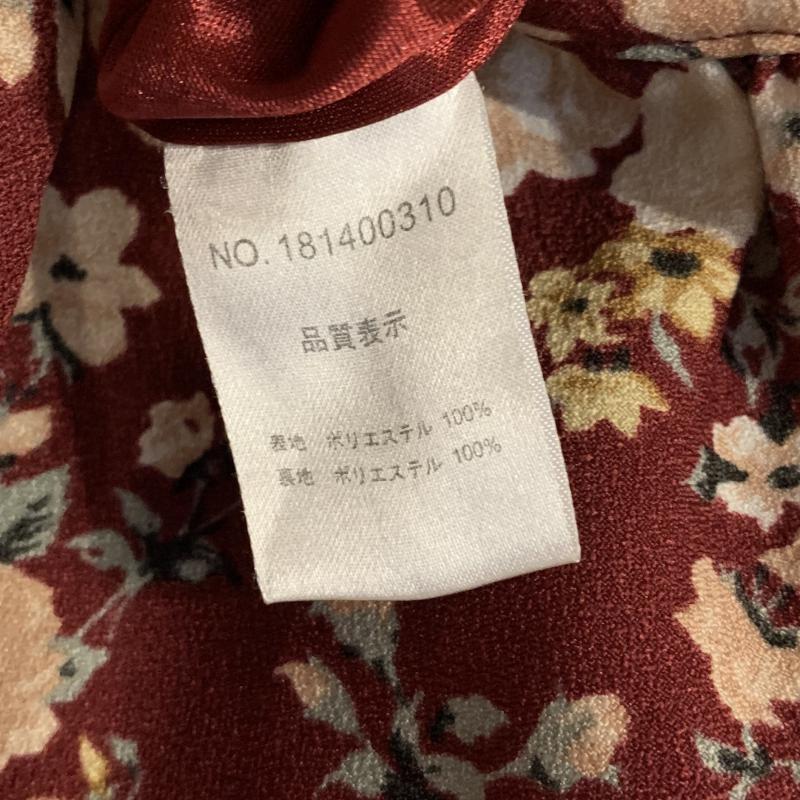 NO. 181400310
品質表示
表地 ポリエステル 100%
裏地 ポリエステル 100%